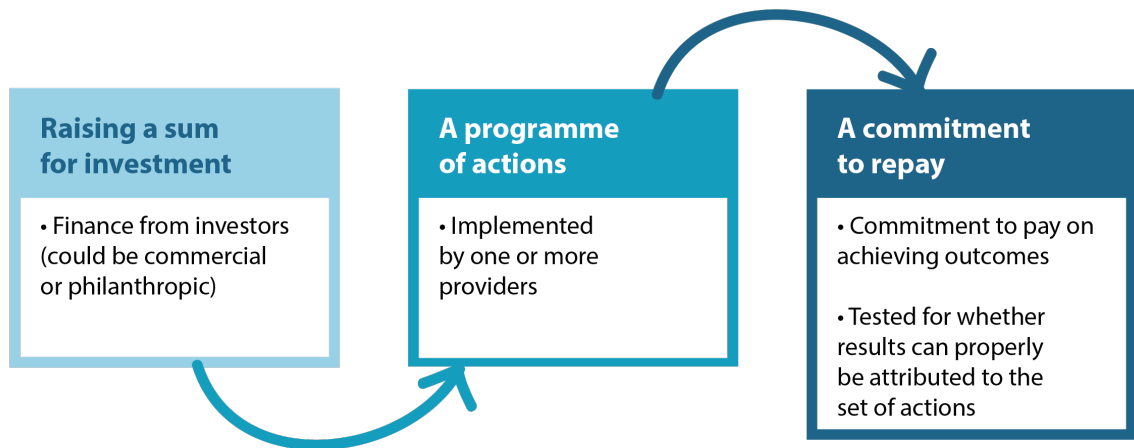 Raising a sum
for investment
• Finance from investors
(could be commercial
or philanthropic)
A programme
of actions
• Implemented
by one or more
providers
A commitment
to repay
• Commitment to pay on
achieving outcomes
• Tested for whether
results can properly
be attributed to the
set of actions